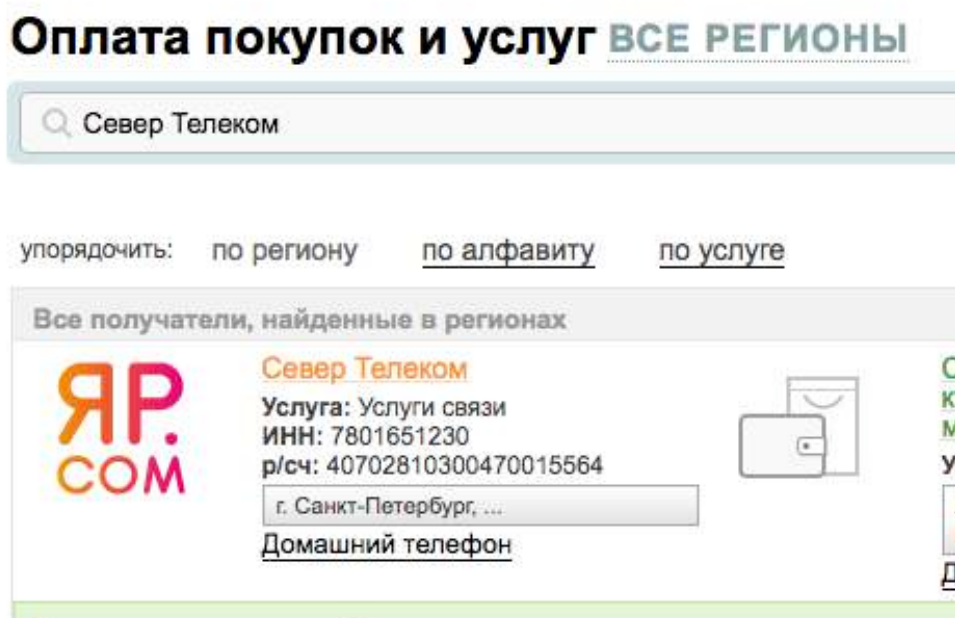 Оплата покупок и услуг ВСЕ РЕГИОНЫ
Север Телеком
упорядочить: по региону по алфавиту по услуге
Все получатели, найденные в регионах
ЯР.
COM
Север Телеком
Услуга: Услуги связи
ИНН: 7801651230
р/сч: 40702810300470015564
г. Санкт-Петербург, ...
Домашний телефон